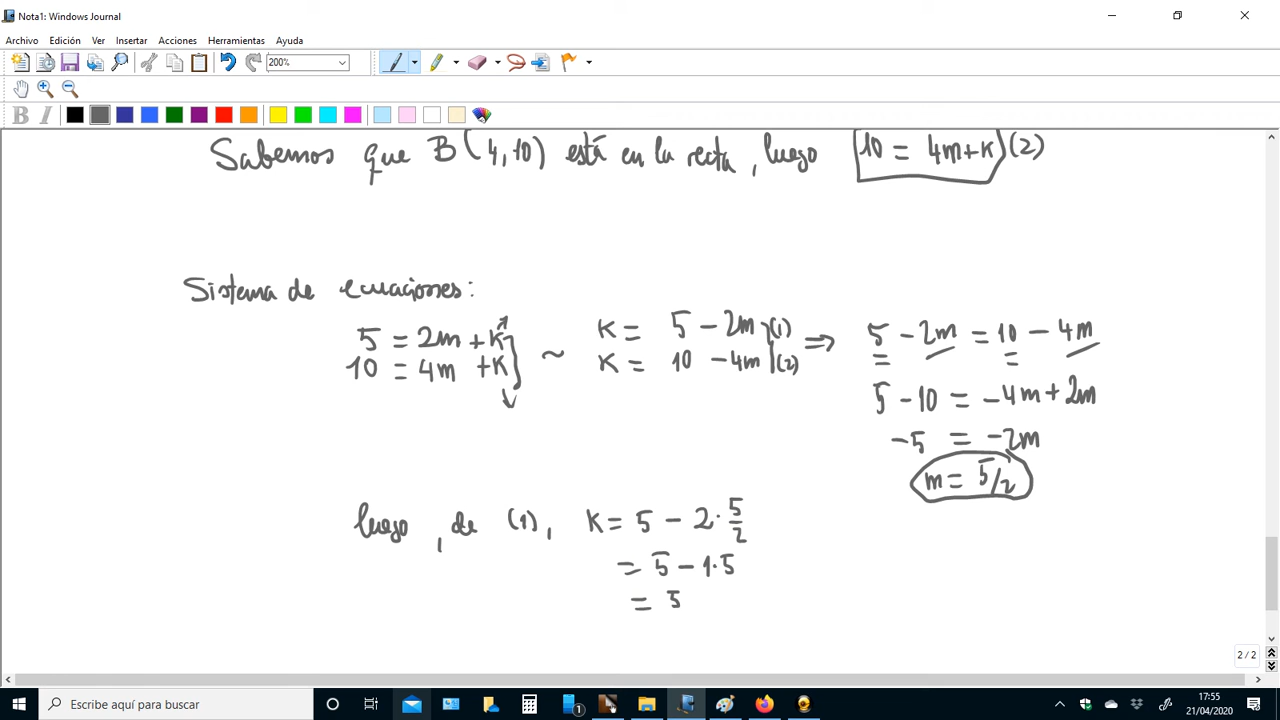 Nota1: Windows Journal
Archivo Edición Ver Insertar Acciones Herramientas Ayuda
200%
B I
Sabemos que B(4,10) está en la recta, luego 10 = 4m+K (2)
Sistema de ecuaciones:
5 = 2m + K
10 = 4m + K
~
K = 5 - 2m (1)
K = 10 - 4m (2)
⇒
5 - 2m = 10 - 4m
5 - 10 = -4m + 2m
-5 = -2m
m = 5/2
luego, de (1), K = 5 - 2·5/2
= 5 - 1·5
= 5
2 / 2
Escribe aquí para buscar
1
17:55
21/04/2020